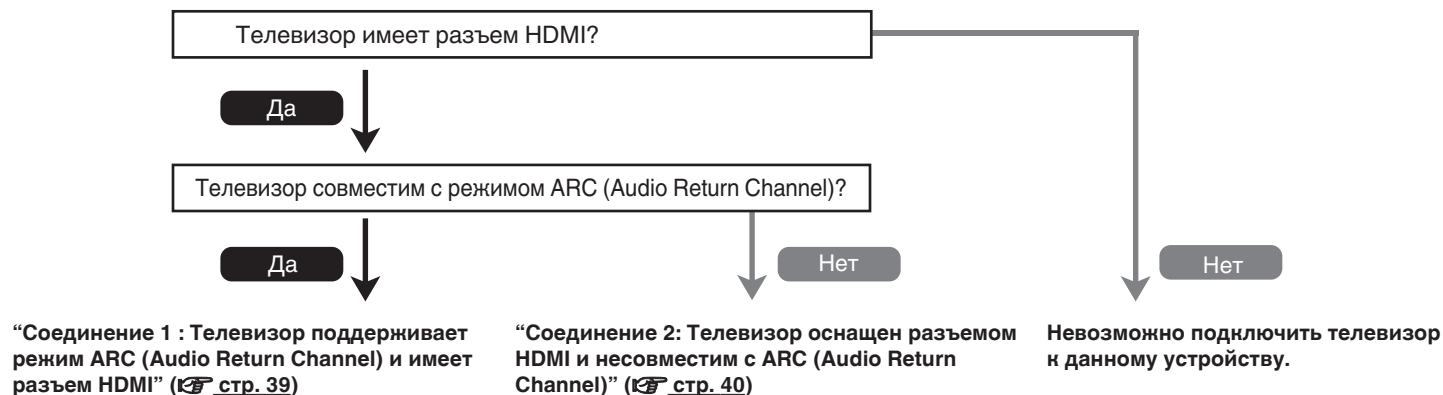 Телевизор имеет разъем HDMI?
Да
Телевизор совместим с режимом ARC (Audio Return Channel)?
Да
Нет
Нет
“Соединение 1 : Телевизор поддерживает
режим ARC (Audio Return Channel) и имеет
разъем HDMI” (☞ стр. 39)
“Соединение 2: Телевизор оснащен разъемом
HDMI и несовместим с ARC (Audio Return
Channel)” (☞ стр. 40)
Невозможно подключить телевизор
к данному устройству.